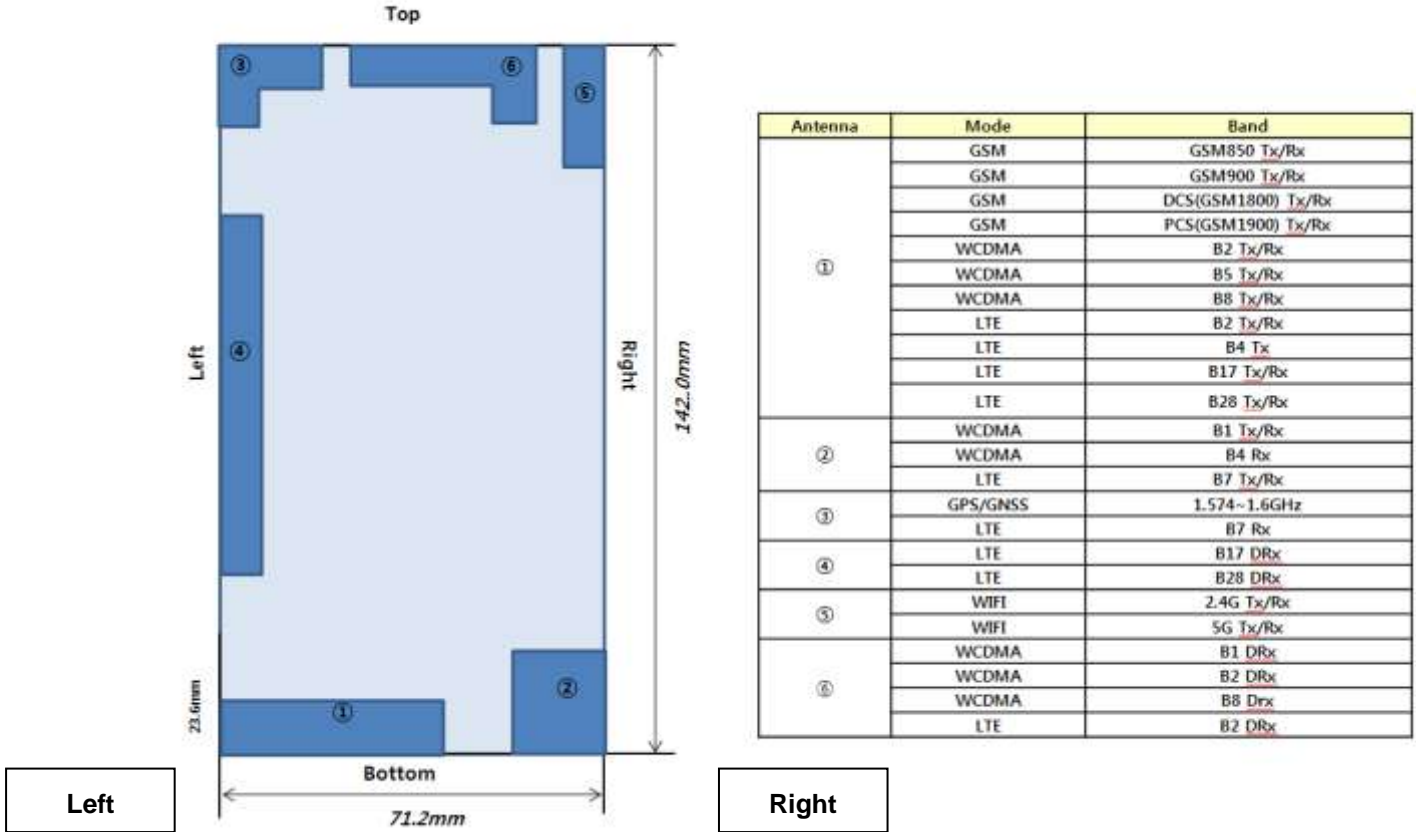 Top
③
⑥
⑤
Left
④
Right
142..0mm
23.6mm
①
②
Bottom
71.2mm
Left
Right
Antenna Mode Band
① GSM GSM850 Tx/Rx
GSM GSM900 Tx/Rx
GSM DCS(GSM1800) Tx/Rx
GSM PCS(GSM1900) Tx/Rx
WCDMA B2 Tx/Rx
WCDMA B5 Tx/Rx
WCDMA B8 Tx/Rx
LTE B2 Tx/Rx
LTE B4 Tx
LTE B17 Tx/Rx
LTE B28 Tx/Rx
② WCDMA B1 Tx/Rx
WCDMA B4 Rx
LTE B7 Tx/Rx
③ GPS/GNSS 1.574~1.6GHz
LTE B7 Rx
④ LTE B17 DRx
LTE B28 DRx
⑤ WIFI 2.4G Tx/Rx
WIFI 5G Tx/Rx
⑥ WCDMA B1 DRx
WCDMA B2 DRx
WCDMA B8 Drx
LTE B2 DRx